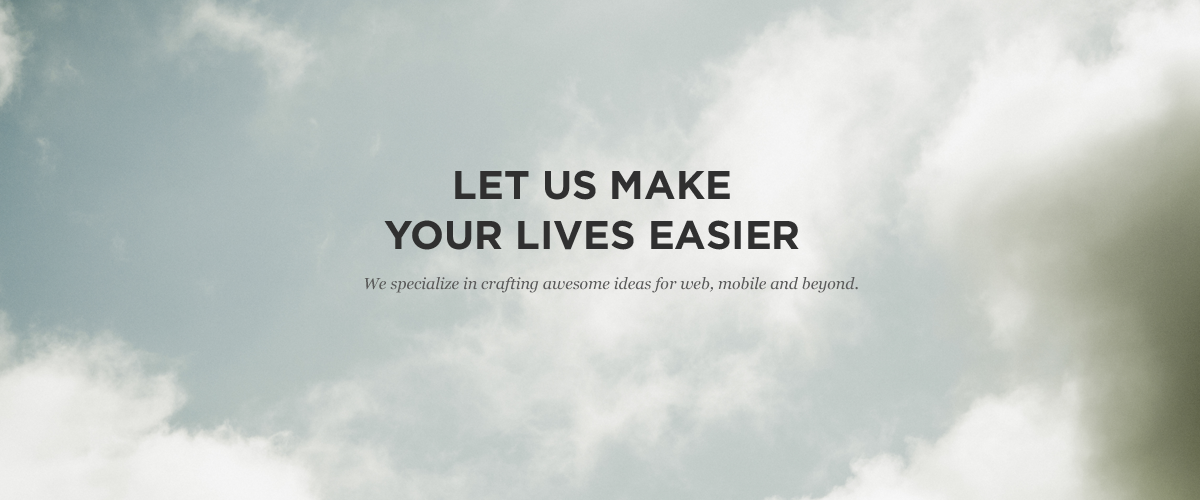 LET US MAKE
YOUR LIVES EASIER
We specialize in crafting awesome ideas for web, mobile and beyond.